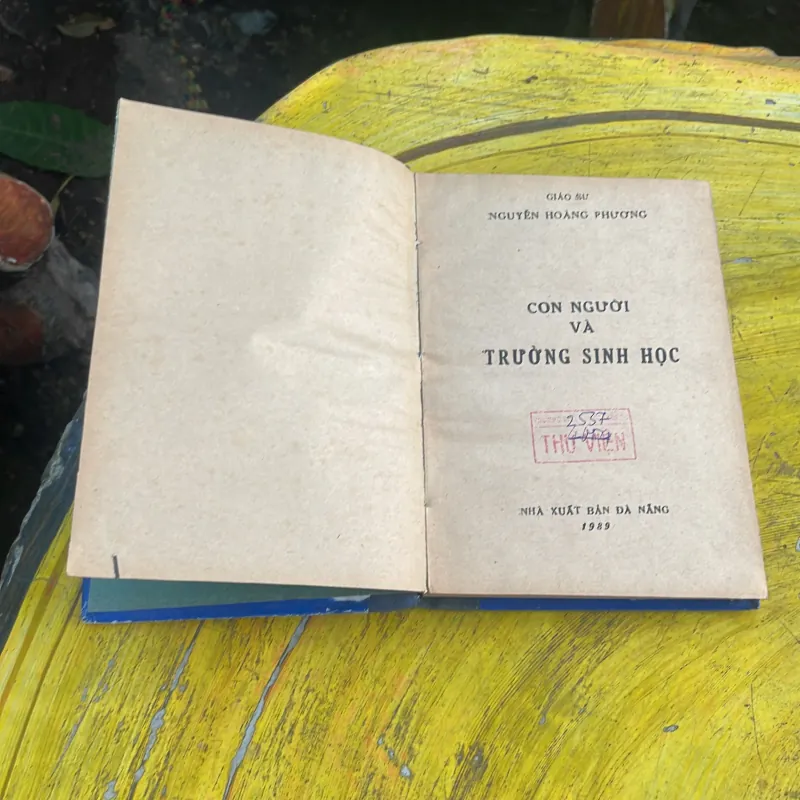 GIÁO SƯ
NGUYỄN HOÀNG PHƯƠNG
CON NGƯỜI
VÀ
TRƯỜNG SINH HỌC
2537
THƯ VIỆN
NHÀ XUẤT BẢN ĐÀ NẴNG
1989